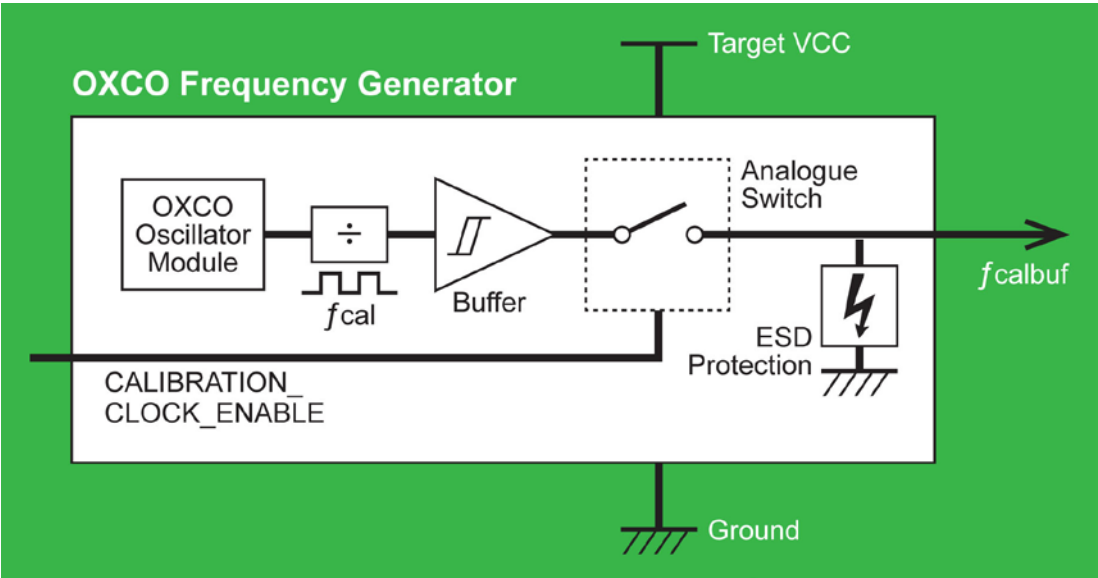 Target VCC
OXCO Frequency Generator
OXCO
Oscillator
Module
÷
ƒcal
Buffer
Analogue
Switch
ƒcalbuf
ESD
Protection
CALIBRATION_
CLOCK_ENABLE
Ground